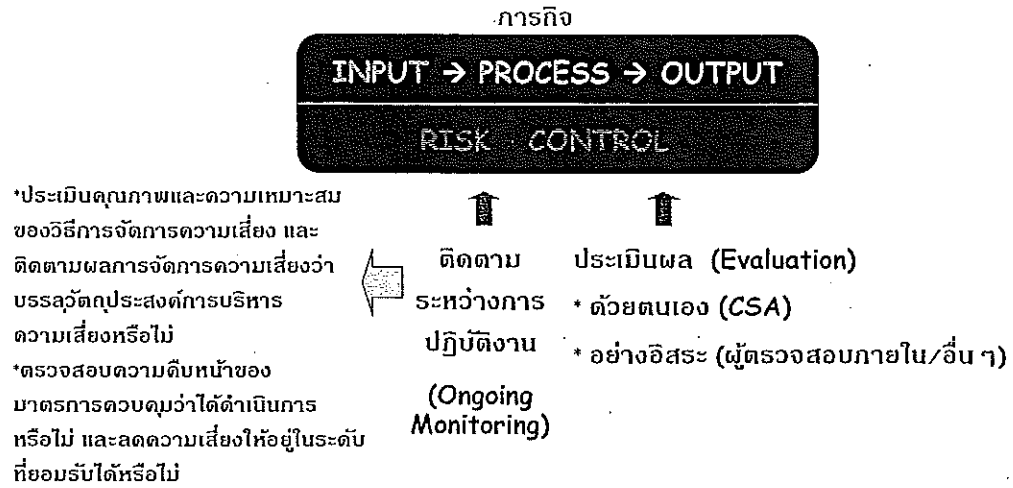 ภารกิจ
INPUT → PROCESS → OUTPUT
RISK CONTROL
*ประเมินคุณภาพและความเหมาะสม
ของวิธีการจัดการความเสี่ยง และ
ติดตามผลการจัดการความเสี่ยงว่า
บรรลุวัตถุประสงค์การบริหาร
ความเสี่ยงหรือไม่
*ตรวจสอบความคืบหน้าของ
มาตรการควบคุมว่าได้ดำเนินการ
หรือไม่ และลดความเสี่ยงให้อยู่ในระดับ
ที่ยอมรับได้หรือไม่
ติดตาม
ระหว่างการ
ปฏิบัติงาน
(Ongoing
Monitoring)
ประเมินผล (Evaluation)
* ด้วยตนเอง (CSA)
* อย่างอิสระ (ผู้ตรวจสอบภายใน/อื่น ๆ)